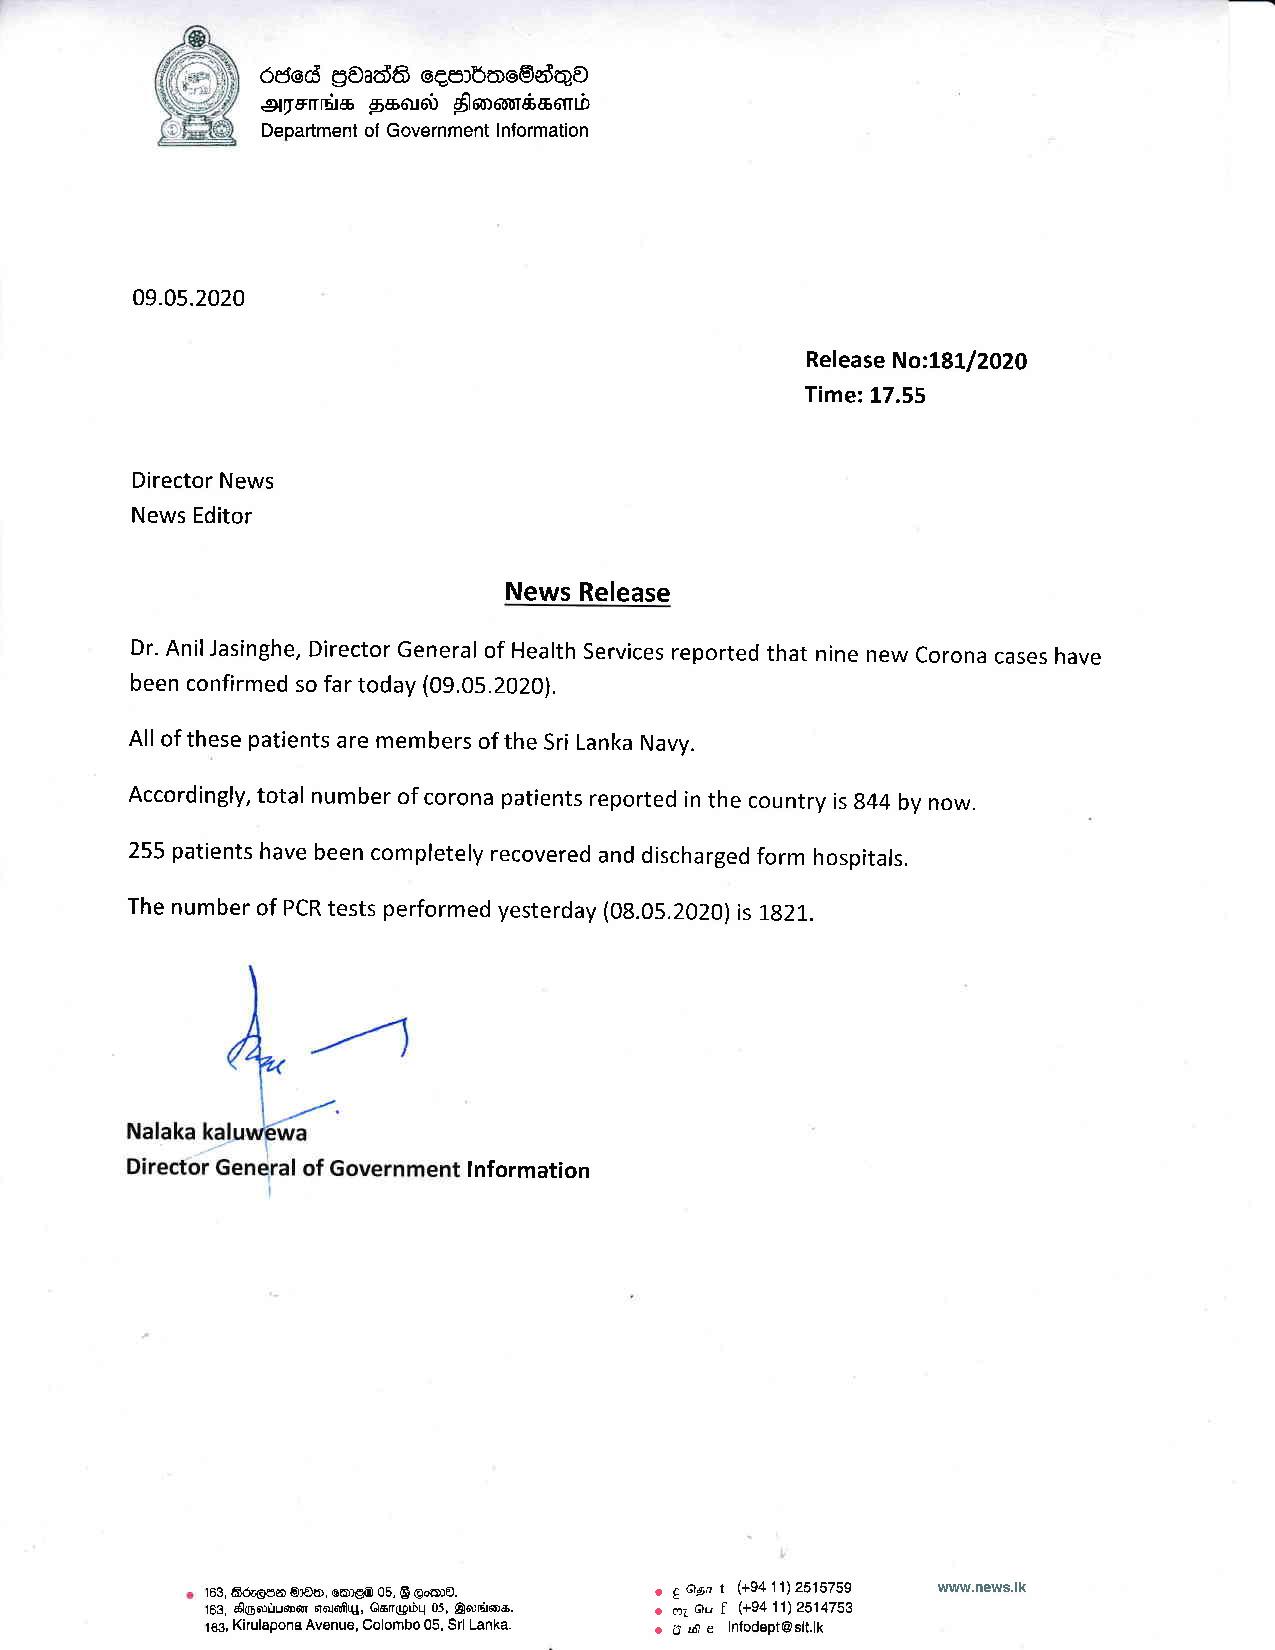 රජයේ ප්‍රවෘත්ති දෙපාර්තමේන්තුව
அரசாங்க தகவல் திணைக்களம்
Department of Government Information
09.05.2020
Release No:181/2020
Time: 17.55
Director News
News Editor
News Release
Dr. Anil Jasinghe, Director General of Health Services reported that nine new Corona cases have
been confirmed so far today (09.05.2020).
All of these patients are members of the Sri Lanka Navy.
Accordingly, total number of corona patients reported in the country is 844 by now.
255 patients have been completely recovered and discharged form hospitals.
The number of PCR tests performed yesterday (08.05.2020) is 1821.
Nalaka kaluwewa
Director General of Government Information
163, කිරුලපන මාවත, කොළඹ 05, ශ්‍රී ලංකාව.
163, கிருலப்பனை எவனியு, கொழும்பு 05, இலங்கை.
163, Kirulapona Avenue, Colombo 05, Sri Lanka.
දු தொ t (+94 11) 2515759
ෆැ பெ f (+94 11) 2514753
ඊ மி e infodept@slt.lk
www.news.lk